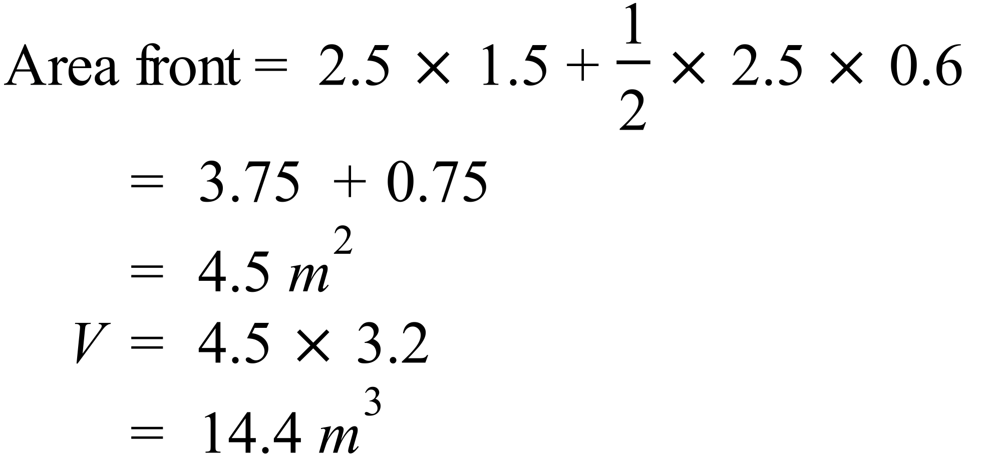 Area front = 2.5 × 1.5 + 1/2 × 2.5 × 0.6
= 3.75 + 0.75
= 4.5 m²
V = 4.5 × 3.2
= 14.4 m³